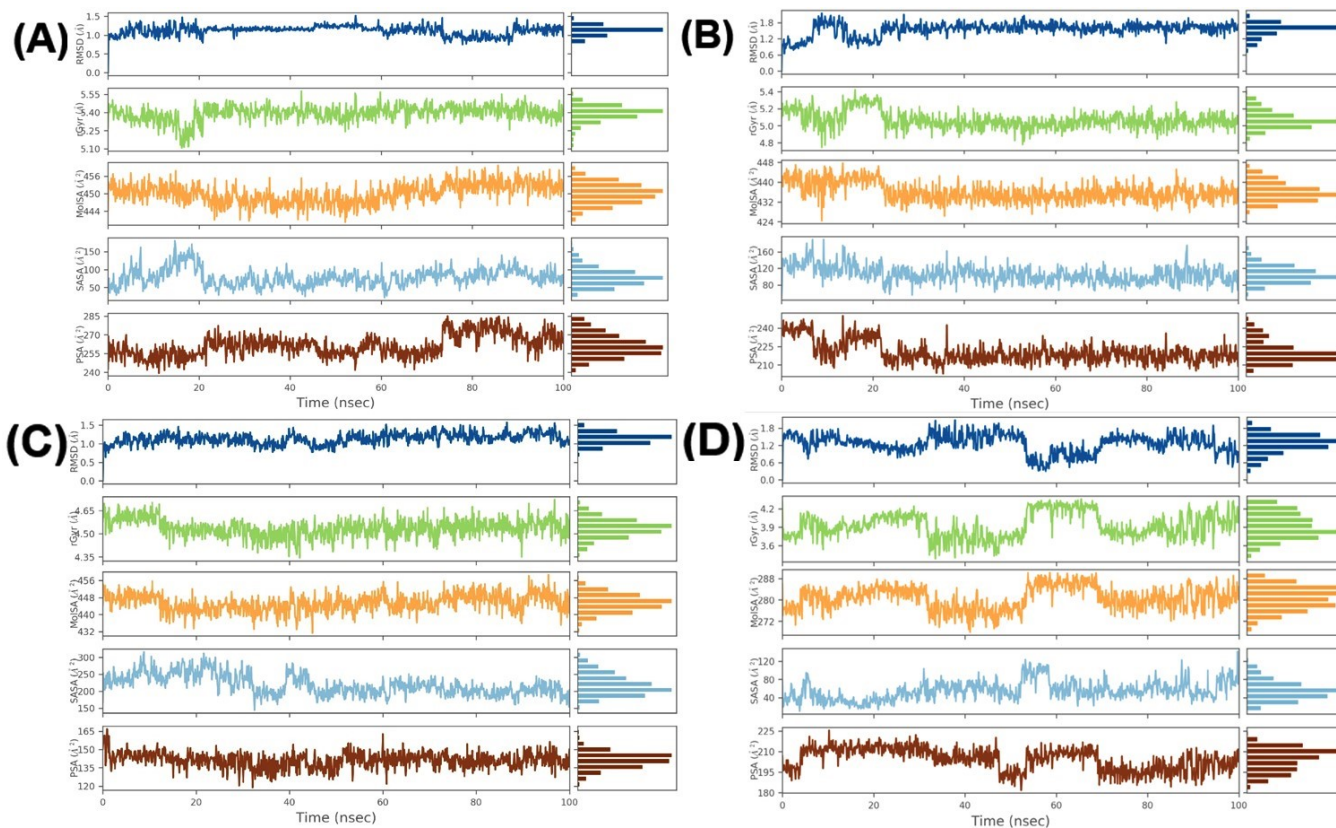 (A)
RMSD (Å)
1.5
1.0
0.5
0.0
rGyr (Å)
5.55
5.40
5.25
5.10
MolSA (Å²)
456
450
444
SASA (Å²)
150
100
50
PSA (Å²)
285
270
255
240
0 20 40 60 80 100
Time (nsec)
(B)
RMSD (Å)
1.8
1.2
0.6
0.0
rGyr (Å)
5.4
5.2
5.0
4.8
MolSA (Å²)
448
440
432
424
SASA (Å²)
160
120
80
PSA (Å²)
240
225
210
0 20 40 60 80 100
Time (nsec)
(C)
RMSD (Å)
1.5
1.0
0.5
0.0
rGyr (Å)
4.65
4.50
4.35
MolSA (Å²)
456
448
440
432
SASA (Å²)
300
250
200
150
PSA (Å²)
165
150
135
120
0 20 40 60 80 100
Time (nsec)
(D)
RMSD (Å)
1.8
1.2
0.6
0.0
rGyr (Å)
4.2
3.9
3.6
MolSA (Å²)
288
280
272
SASA (Å²)
120
80
40
PSA (Å²)
210
195
180
0 20 40 60 80 100
Time (nsec)